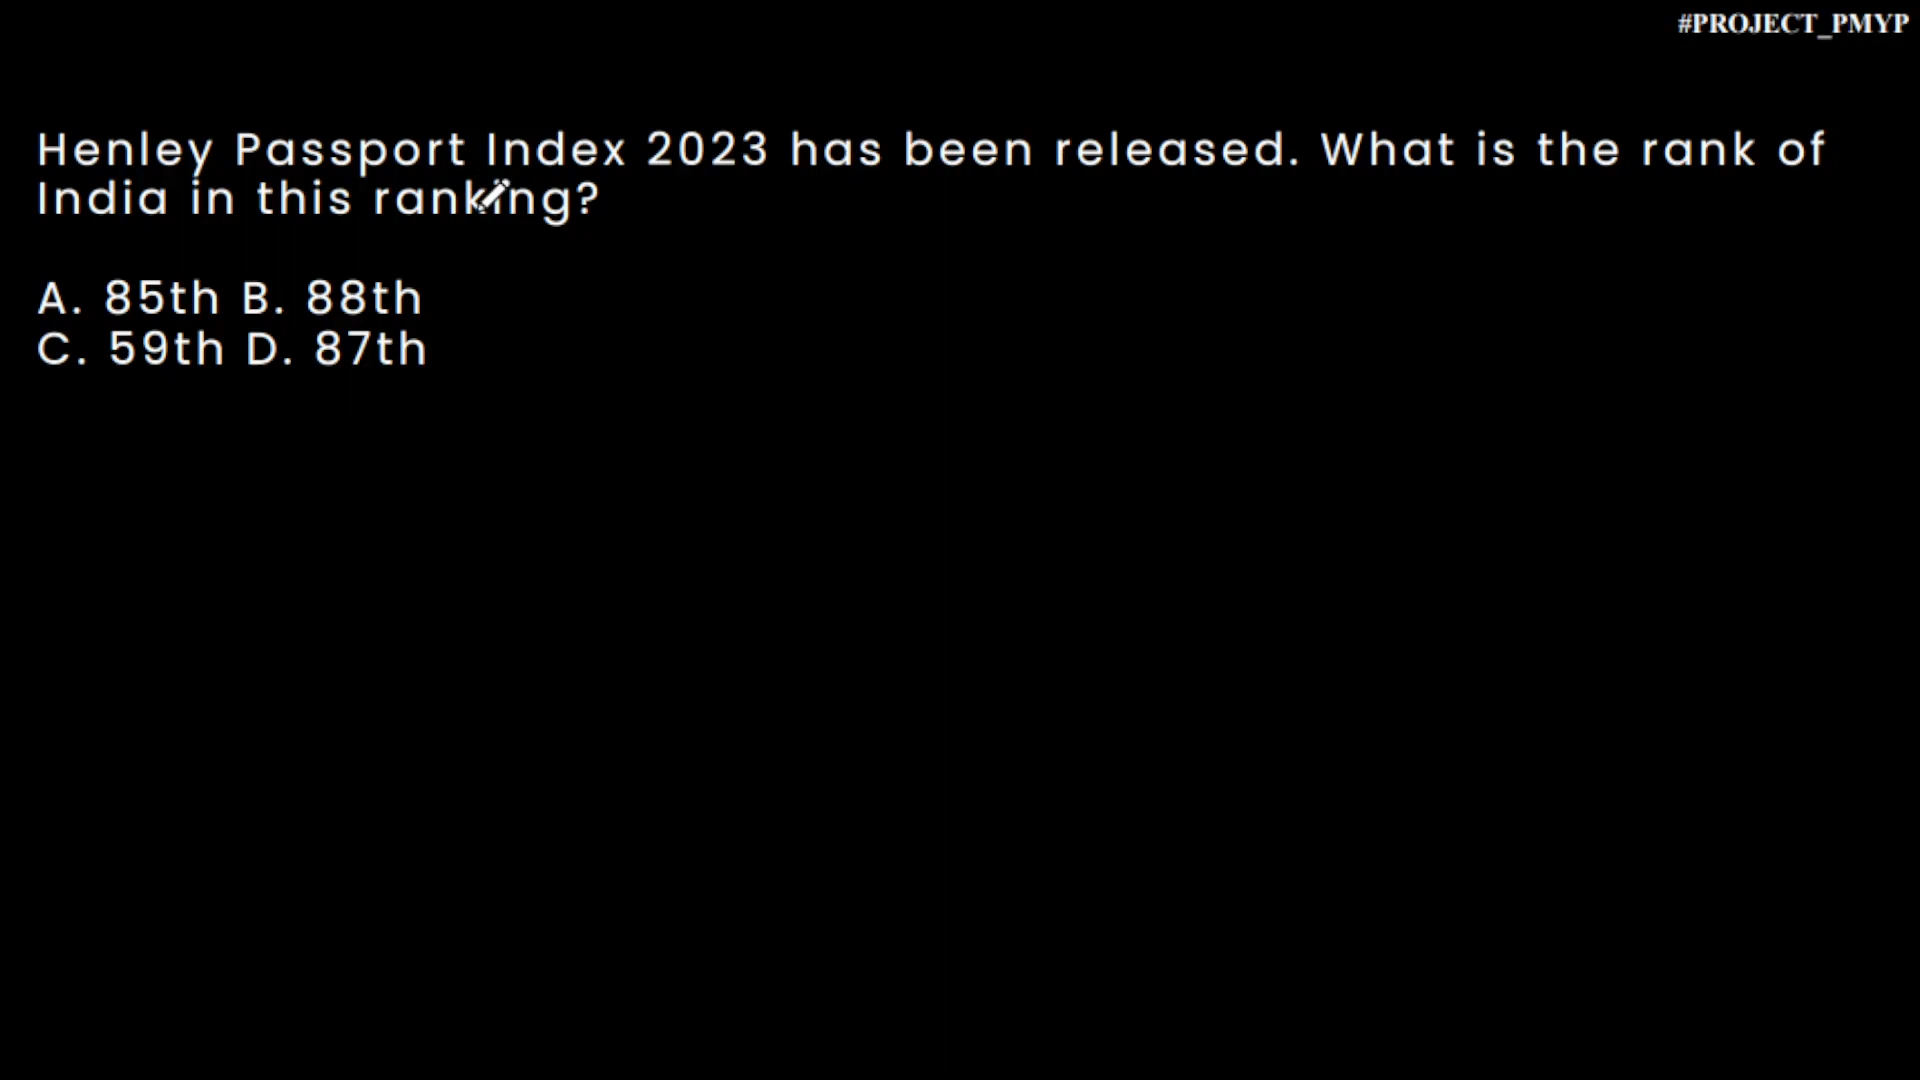 #PROJECT_PMYP
Henley Passport Index 2023 has been released. What is the rank of
India in this ranking?
A. 85th B. 88th
C. 59th D. 87th